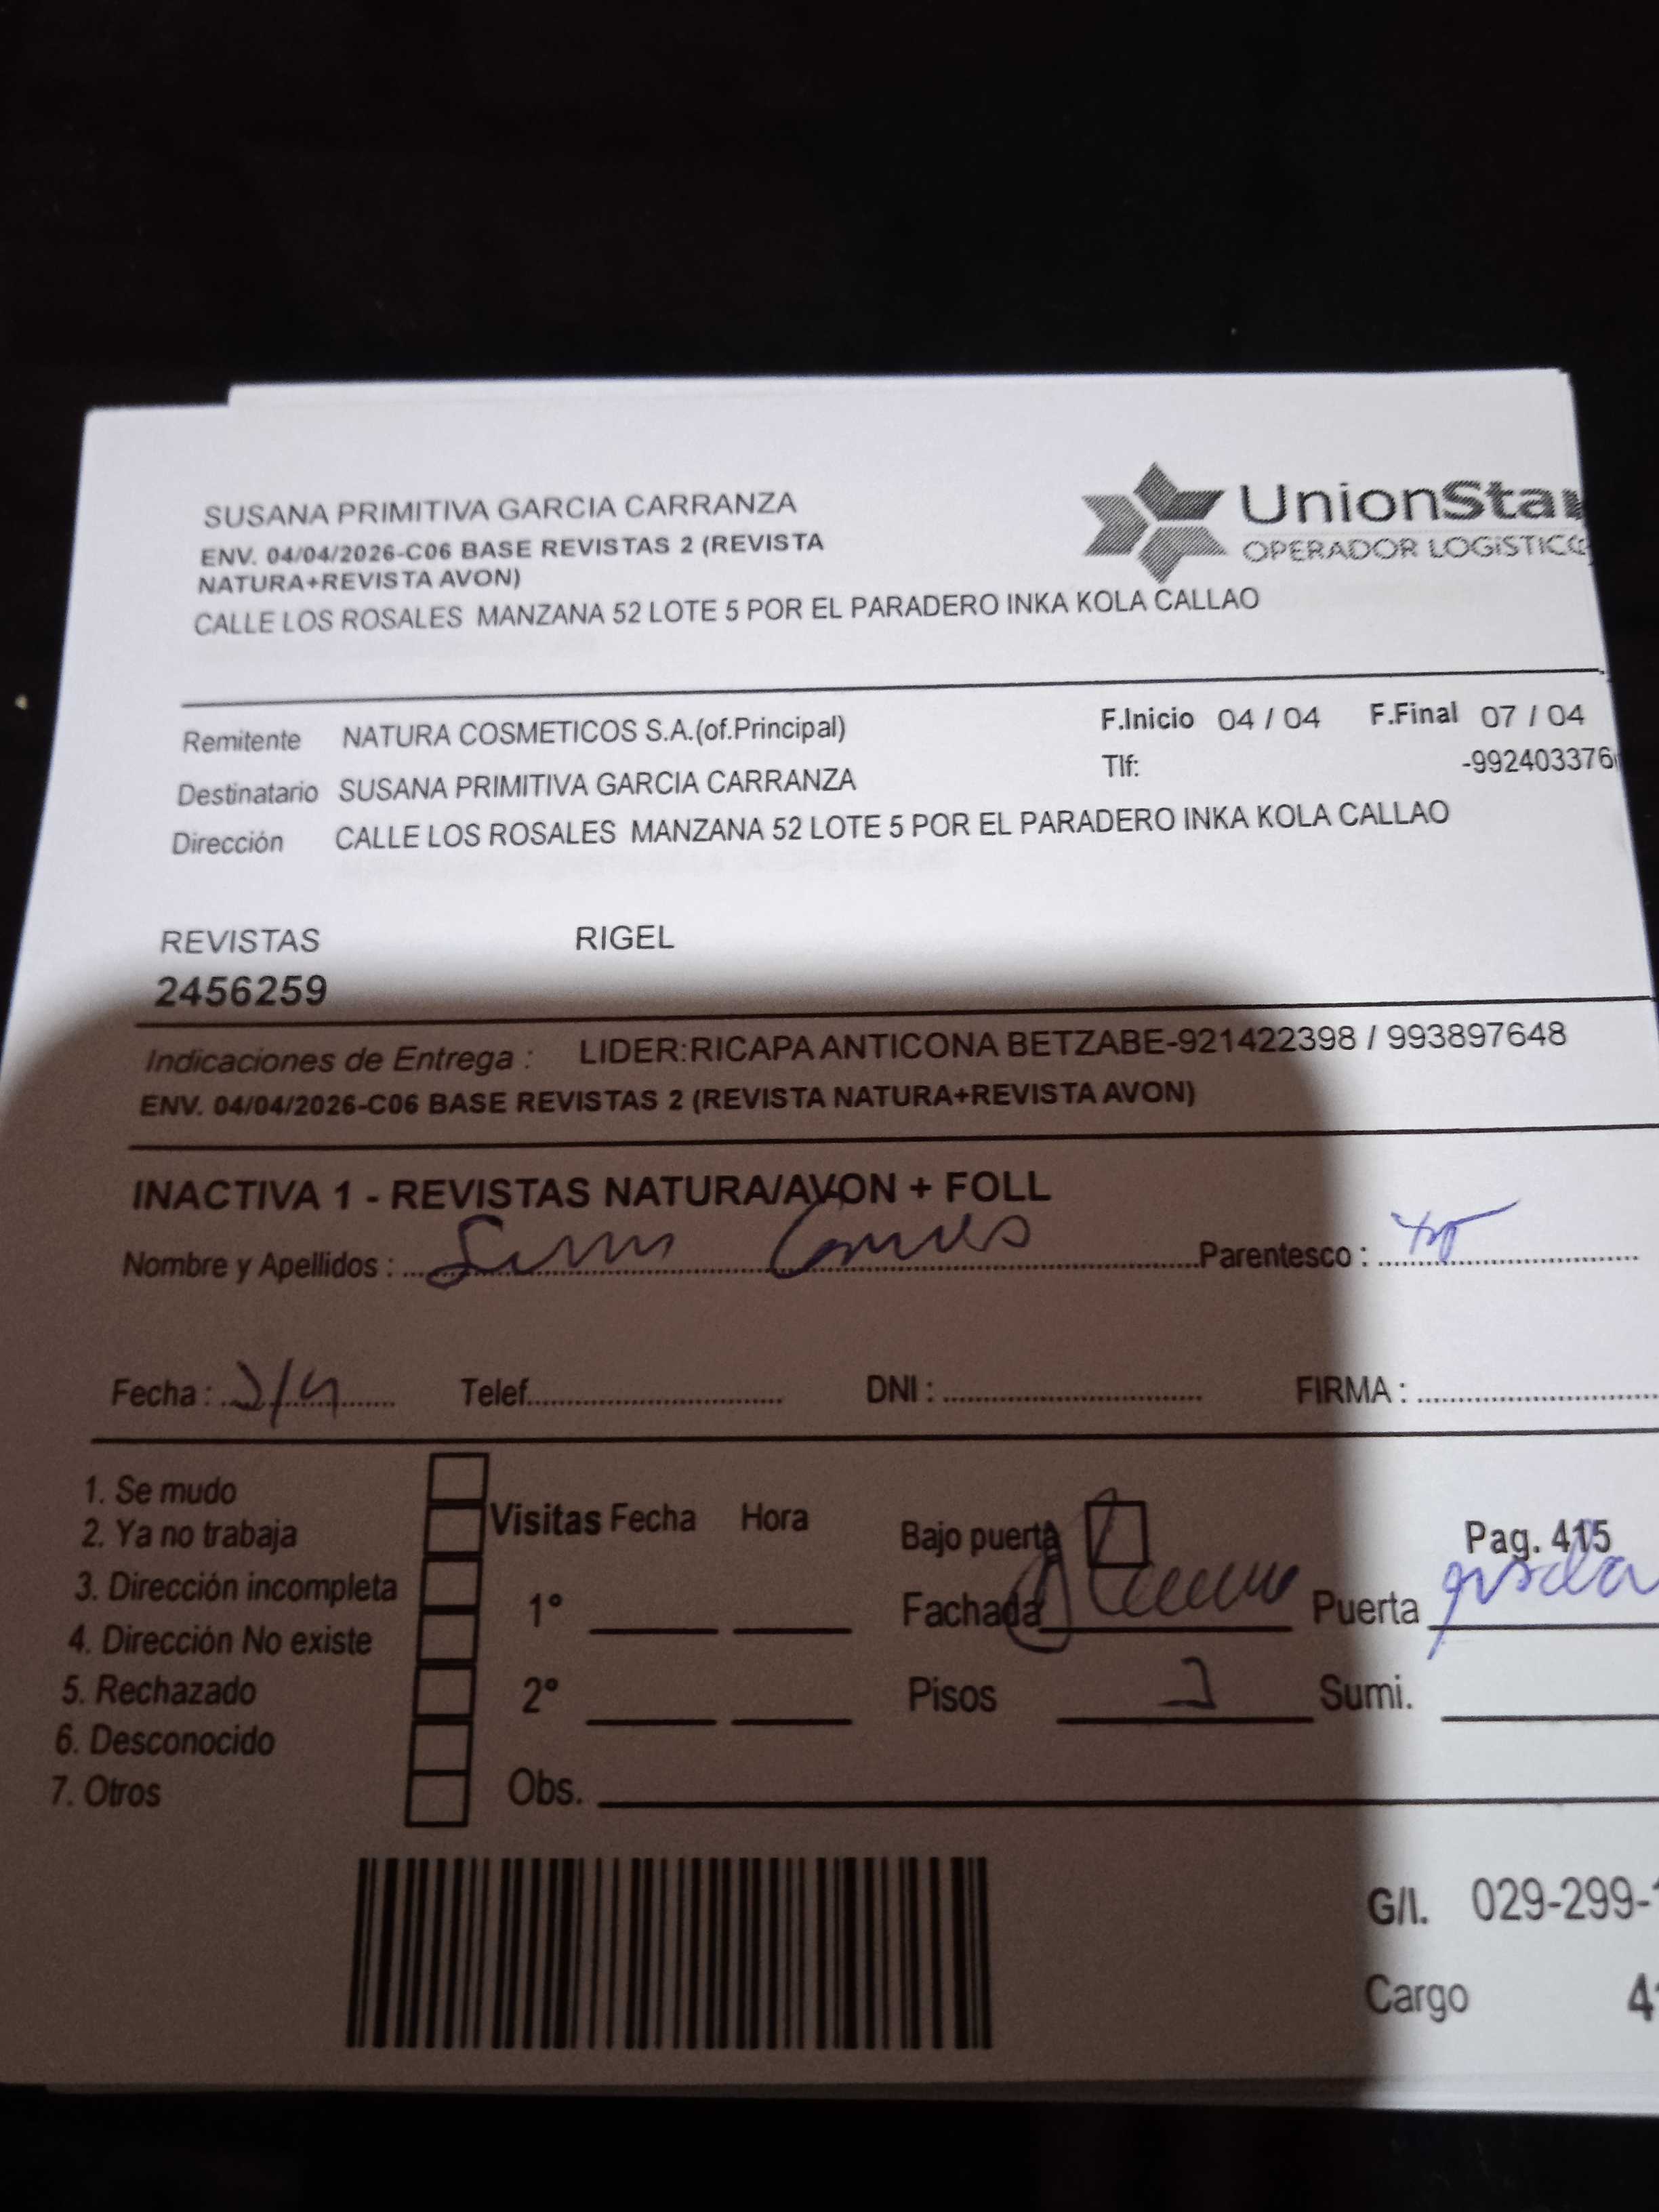 SUSANA PRIMITIVA GARCIA CARRANZA
ENV. 04/04/2026-C06 BASE REVISTAS 2 (REVISTA
NATURA+REVISTA AVON)
CALLE LOS ROSALES MANZANA 52 LOTE 5 POR EL PARADERO INKA KOLA CALLAO
UnionStar
OPERADOR LOGISTICO
Remitente NATURA COSMETICOS S.A.(of.Principal) F.Inicio 04 / 04 F.Final 07 / 04
Destinatario SUSANA PRIMITIVA GARCIA CARRANZA Tlf: -992403376
Dirección CALLE LOS ROSALES MANZANA 52 LOTE 5 POR EL PARADERO INKA KOLA CALLAO
REVISTAS RIGEL
2456259
Indicaciones de Entrega : LIDER:RICAPA ANTICONA BETZABE-921422398 / 993897648
ENV. 04/04/2026-C06 BASE REVISTAS 2 (REVISTA NATURA+REVISTA AVON)
INACTIVA 1 - REVISTAS NATURA/AVON + FOLL
Nombre y Apellidos : Parentesco :
Fecha : Telef. DNI : FIRMA :
1. Se mudo
2. Ya no trabaja
3. Dirección incompleta
4. Dirección No existe
5. Rechazado
6. Desconocido
7. Otros
Visitas Fecha Hora
1°
2°
Obs.
Bajo puerta Pag. 415
Fachada Puerta
Pisos Sumi.
G/I. 029-299-
Cargo